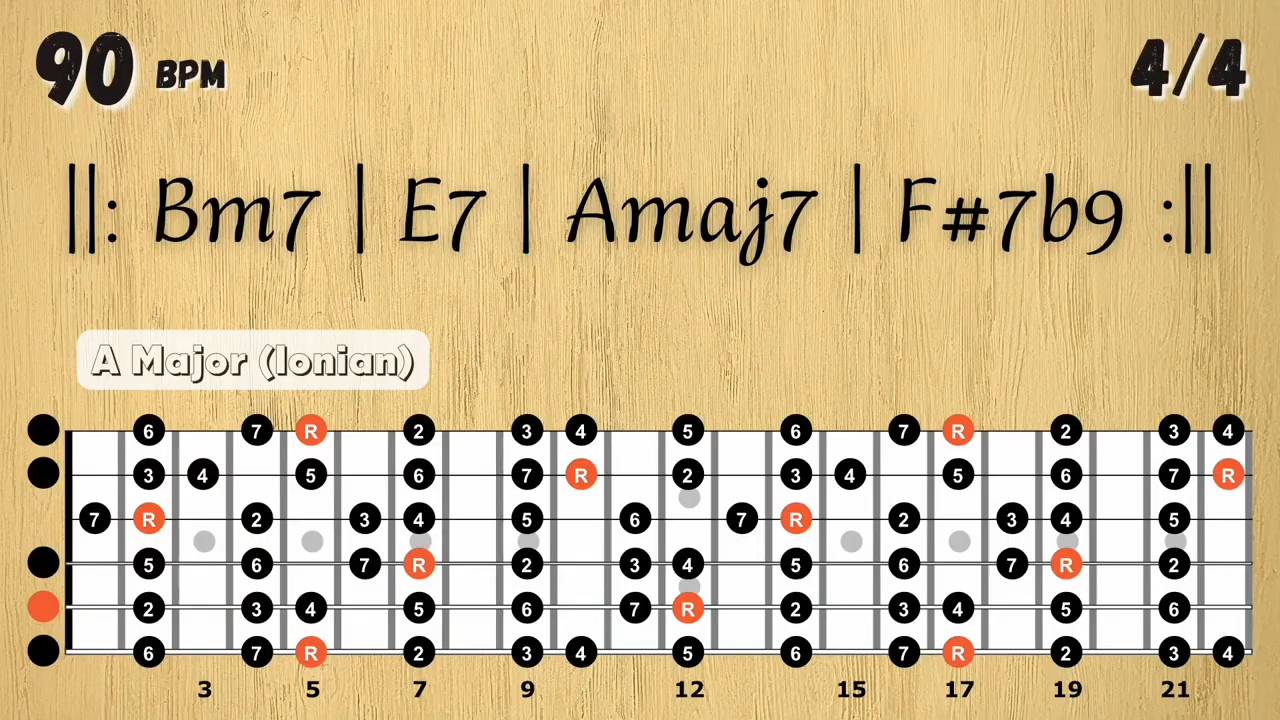 90 BPM 4/4
||: Bm7 | E7 | Amaj7 | F#7b9 :||
A Major (Ionian)
6 7 R 2 3 4 5 6 7 R 2 3 4
3 4 5 6 7 R 2 3 4 5 6 7 R
7 R 2 3 4 5 6 7 R 2 3 4 5
5 6 7 R 2 3 4 5 6 7 R 2
2 3 4 5 6 7 R 2 3 4 5 6
6 7 R 2 3 4 5 6 7 R 2 3 4
3 5 7 9 12 15 17 19 21